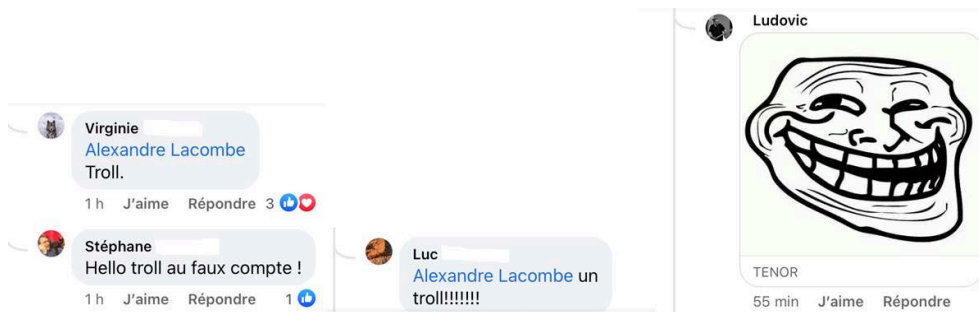 Virginie
Alexandre Lacombe
Troll.
1 h J'aime Répondre 3
Stéphane
Hello troll au faux compte !
1 h J'aime Répondre 1
Luc
Alexandre Lacombe un
troll!!!!!!!
Ludovic
TENOR
55 min J'aime Répondre